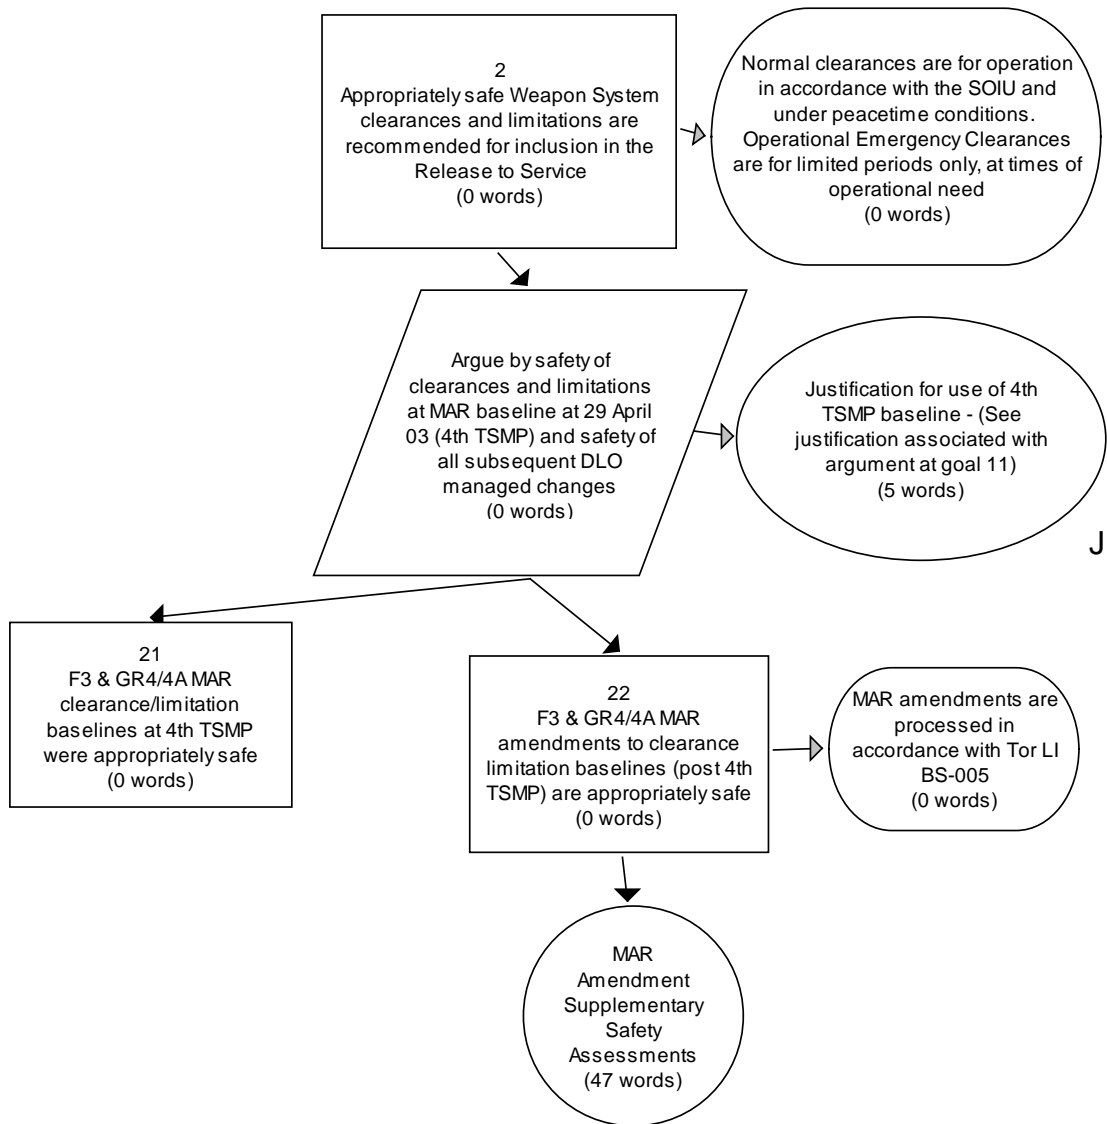 2
Appropriately safe Weapon System
clearances and limitations are
recommended for inclusion in the
Release to Service
(0 words)
Normal clearances are for operation
in accordance with the SOIU and
under peacetime conditions.
Operational Emergency Clearances
are for limited periods only, at times of
operational need
(0 words)
Argue by safety of
clearances and limitations
at MAR baseline at 29 April
03 (4th TSMP) and safety of
all subsequent DLO
managed changes
(0 words)
Justification for use of 4th
TSMP baseline - (See
justification associated with
argument at goal 11)
(5 words)
J
21
F3 & GR4/4A MAR
clearance/limitation
baselines at 4th TSMP
were appropriately safe
(0 words)
22
F3 & GR4/4A MAR
amendments to clearance
limitation baselines (post 4th
TSMP) are appropriately safe
(0 words)
MAR amendments are
processed in
accordance with Tor LI
BS-005
(0 words)
MAR
Amendment
Supplementary
Safety
Assessments
(47 words)